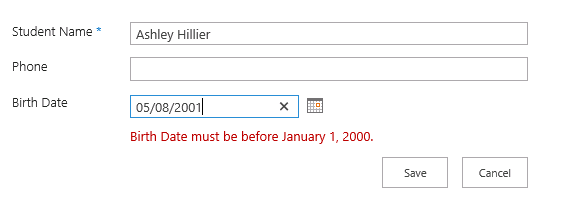 Student Name * Ashley Hillier
Phone
Birth Date 05/08/2001
Birth Date must be before January 1, 2000.
Save Cancel